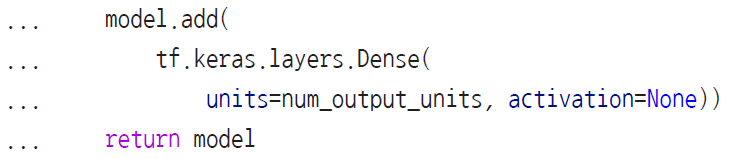 ...     model.add(
...         tf.keras.layers.Dense(
...             units=num_output_units, activation=None))
...     return model